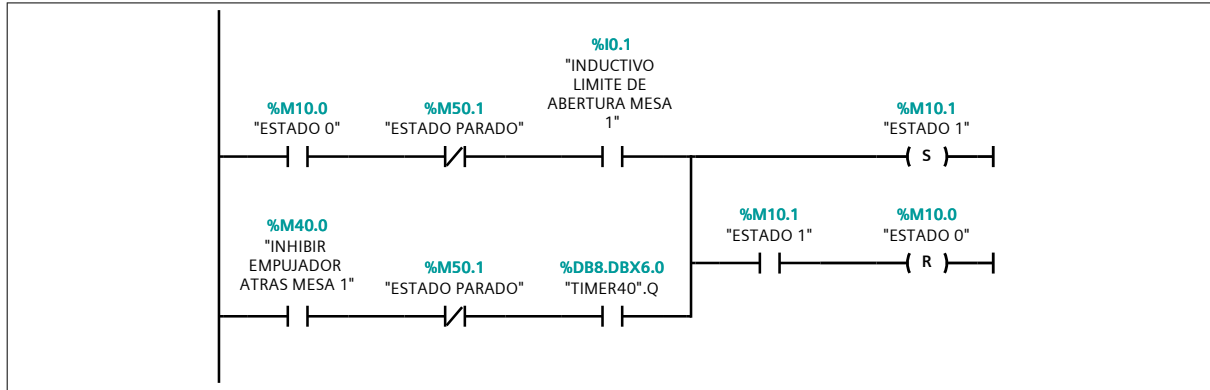 %I0.1
"INDUCTIVO
LIMITE DE
ABERTURA MESA
1"
%M10.0
"ESTADO 0"
%M50.1
"ESTADO PARADO"
%M10.1
"ESTADO 1"
S
%M40.0
"INHIBIR
EMPUJADOR
ATRAS MESA 1"
%M50.1
"ESTADO PARADO"
%DB8.DBX6.0
"TIMER40".Q
%M10.1
"ESTADO 1"
%M10.0
"ESTADO 0"
R